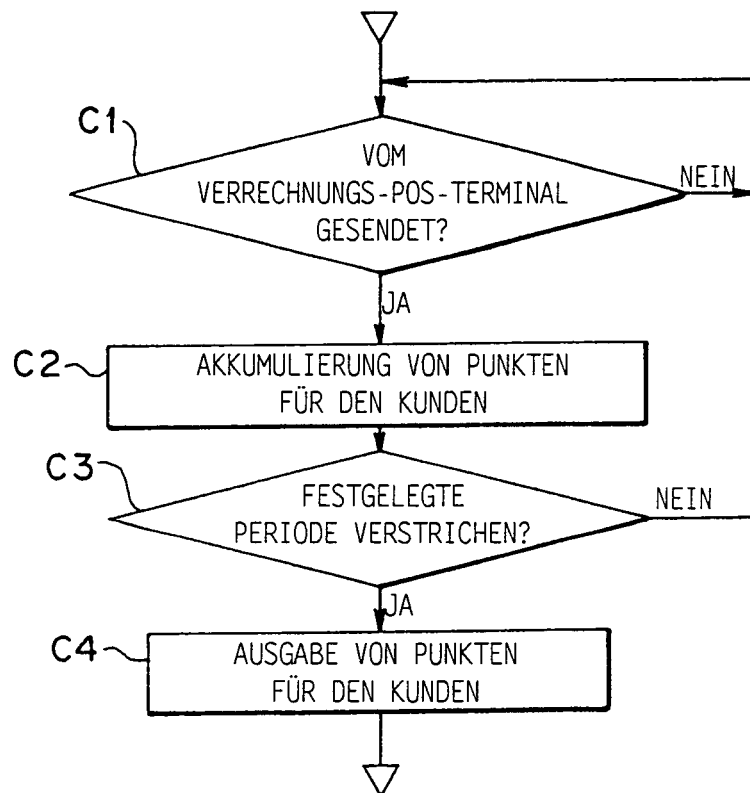 C1
VOM
VERRECHNUNGS-POS-TERMINAL
GESENDET?
NEIN
JA
C2
AKKUMULIERUNG VON PUNKTEN
FÜR DEN KUNDEN
C3
FESTGELEGTE
PERIODE VERSTRICHEN?
NEIN
JA
C4
AUSGABE VON PUNKTEN
FÜR DEN KUNDEN